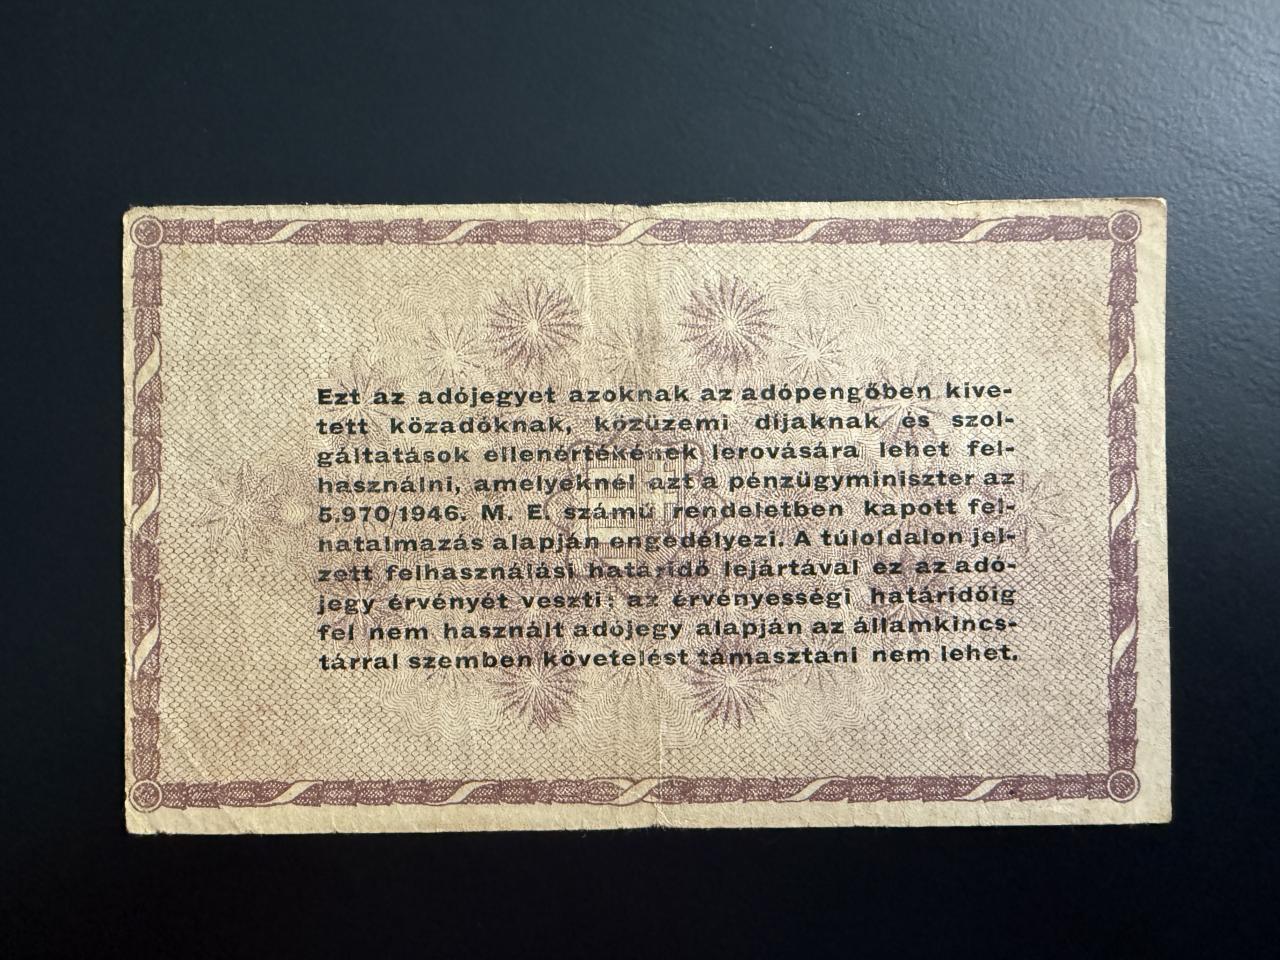 Ezt az adójegyet azoknak az adópengőben kive-
tett közadóknak, közüzemi díjaknak és szol-
gáltatások ellenértékének lerovására lehet fel-
használni, amelyeknél azt a pénzügyminiszter az
5.970/1946. M. E. számú rendeletben kapott fel-
hatalmazás alapján engedélyezi. A túloldalon jel-
zett felhasználási határidő lejártával ez az adó-
jegy érvényét veszti; az érvényességi határidőig
fel nem használt adójegy alapján az államkincs-
tárral szemben követelést támasztani nem lehet.